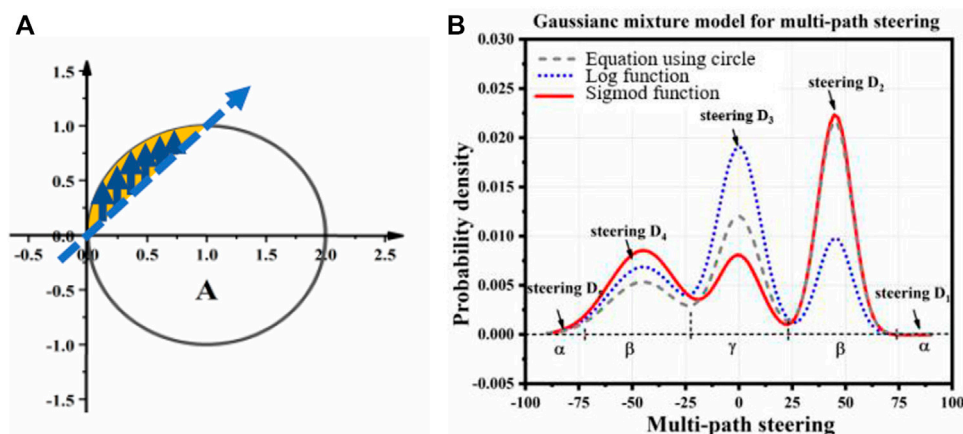 A
1.5
1.0
0.5
0.0
-0.5
-1.0
-1.5
-0.5
0.0
0.5
1.0
1.5
2.0
2.5
A
B
Gaussianc mixture model for multi-path steering
Probability density
0.030
0.025
0.020
0.015
0.010
0.005
0.000
-0.005
Equation using circle
Log function
Sigmod function
steering D2
steering D3
steering D4
steering D5
steering D1
α
β
γ
β
α
-100
-75
-50
-25
0
25
50
75
100
Multi-path steering